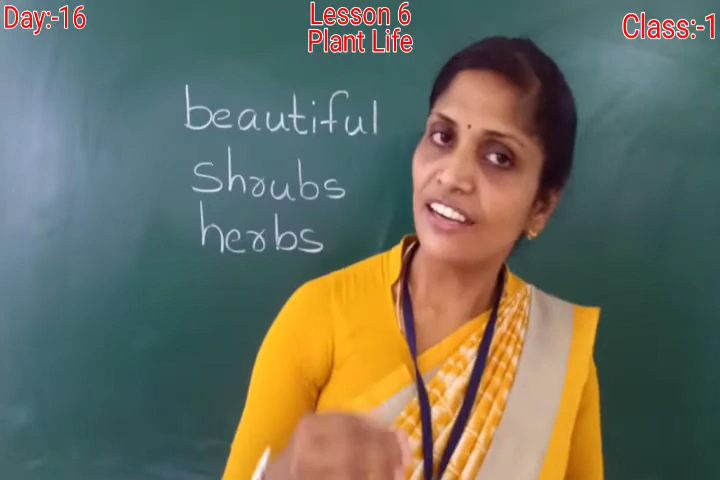 Day:-16
Lesson 6
Plant Life
Class:-1
beautiful
shrubs
herbs